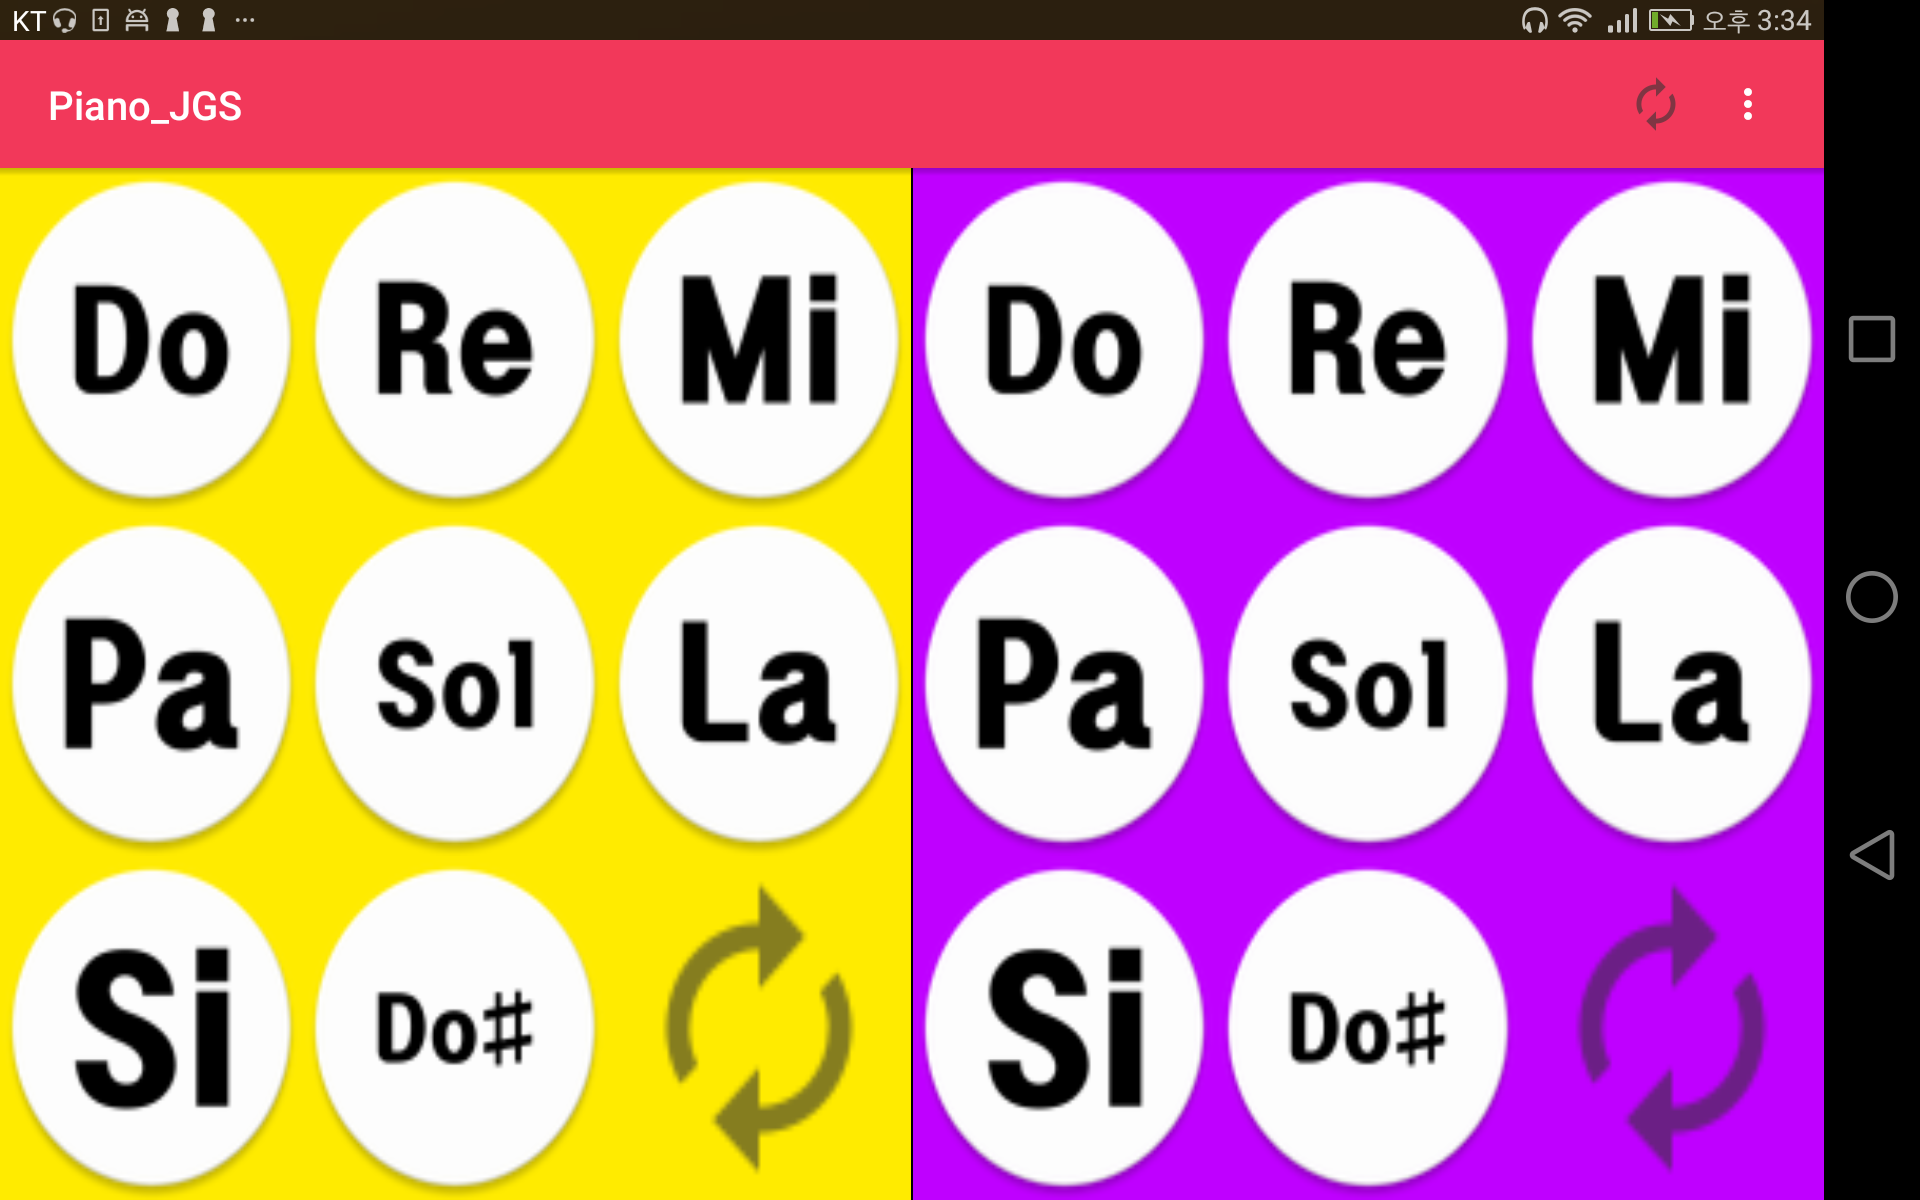 KT 오후 3:34
Piano_JGS
Do Re Mi Do Re Mi
Pa Sol La Pa Sol La
Si Do# Si Do#